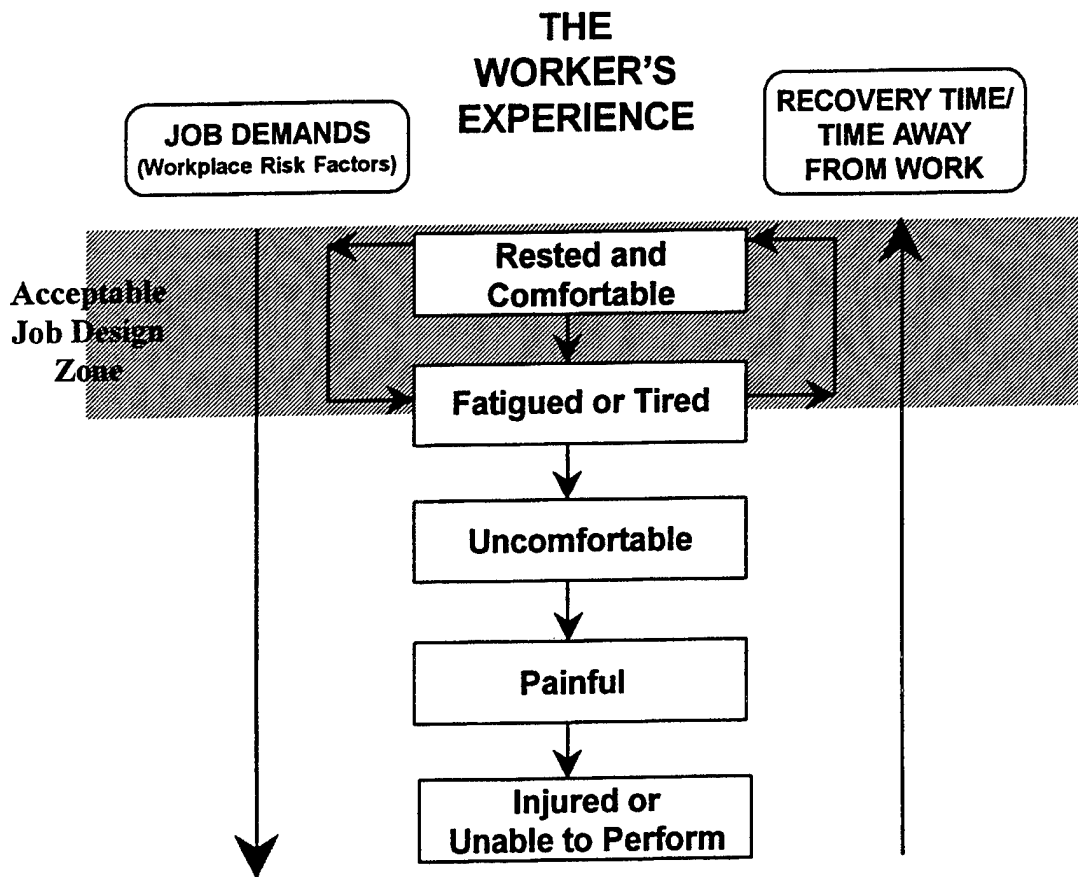 THE
WORKER'S
EXPERIENCE
JOB DEMANDS
(Workplace Risk Factors)
RECOVERY TIME/
TIME AWAY
FROM WORK
Acceptable
Job Design
Zone
Rested and
Comfortable
Fatigued or Tired
Uncomfortable
Painful
Injured or
Unable to Perform